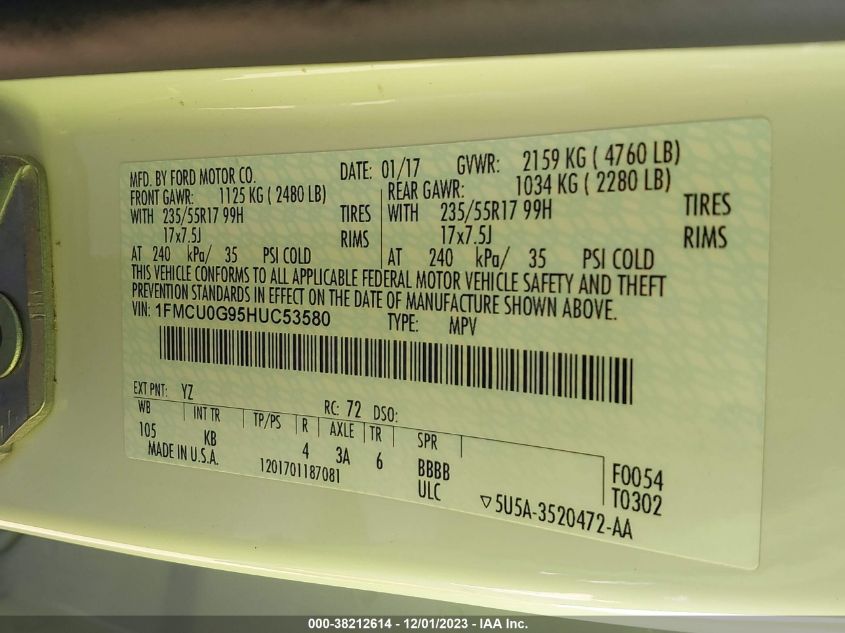 MFD. BY FORD MOTOR CO. DATE: 01/17 GVWR: 2159 KG ( 4760 LB)
FRONT GAWR: 1125 KG ( 2480 LB) REAR GAWR: 1034 KG ( 2280 LB)
WITH 235/55R17 99H TIRES WITH 235/55R17 99H TIRES
17x7.5J RIMS 17x7.5J RIMS
AT 240 kPa/ 35 PSI COLD AT 240 kPa/ 35 PSI COLD
THIS VEHICLE CONFORMS TO ALL APPLICABLE FEDERAL MOTOR VEHICLE SAFETY AND THEFT
PREVENTION STANDARDS IN EFFECT ON THE DATE OF MANUFACTURE SHOWN ABOVE.
VIN: 1FMCU0G95HUC53580 TYPE: MPV
EXT PNT: YZ RC: 72 DSO:
WB INT TR TP/PS R AXLE TR SPR
105 KB 4 3A 6 BBBB F0054
MADE IN U.S.A. 1201701187081 ULC ▽5U5A-3520472-AA T0302
000-38212614 - 12/01/2023 - IAA Inc.